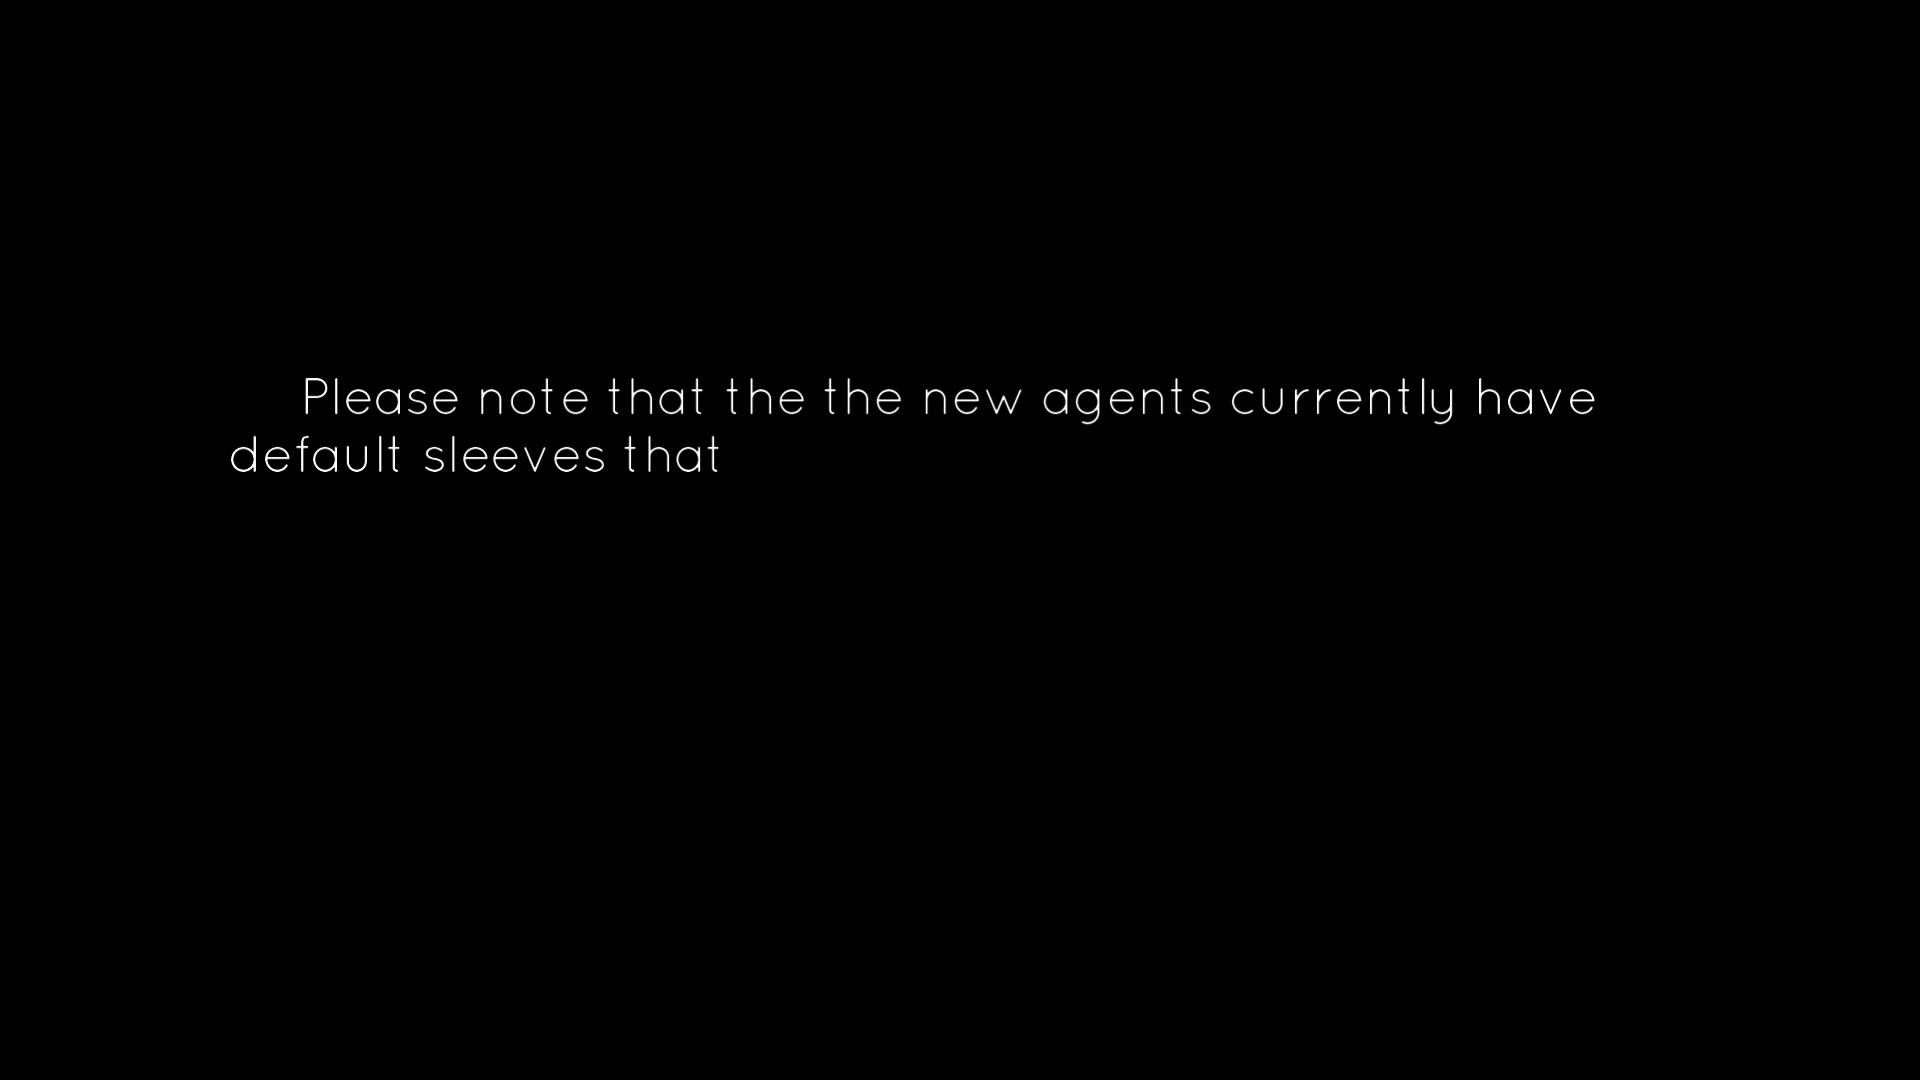 Please note that the the new agents currently have
default sleeves that